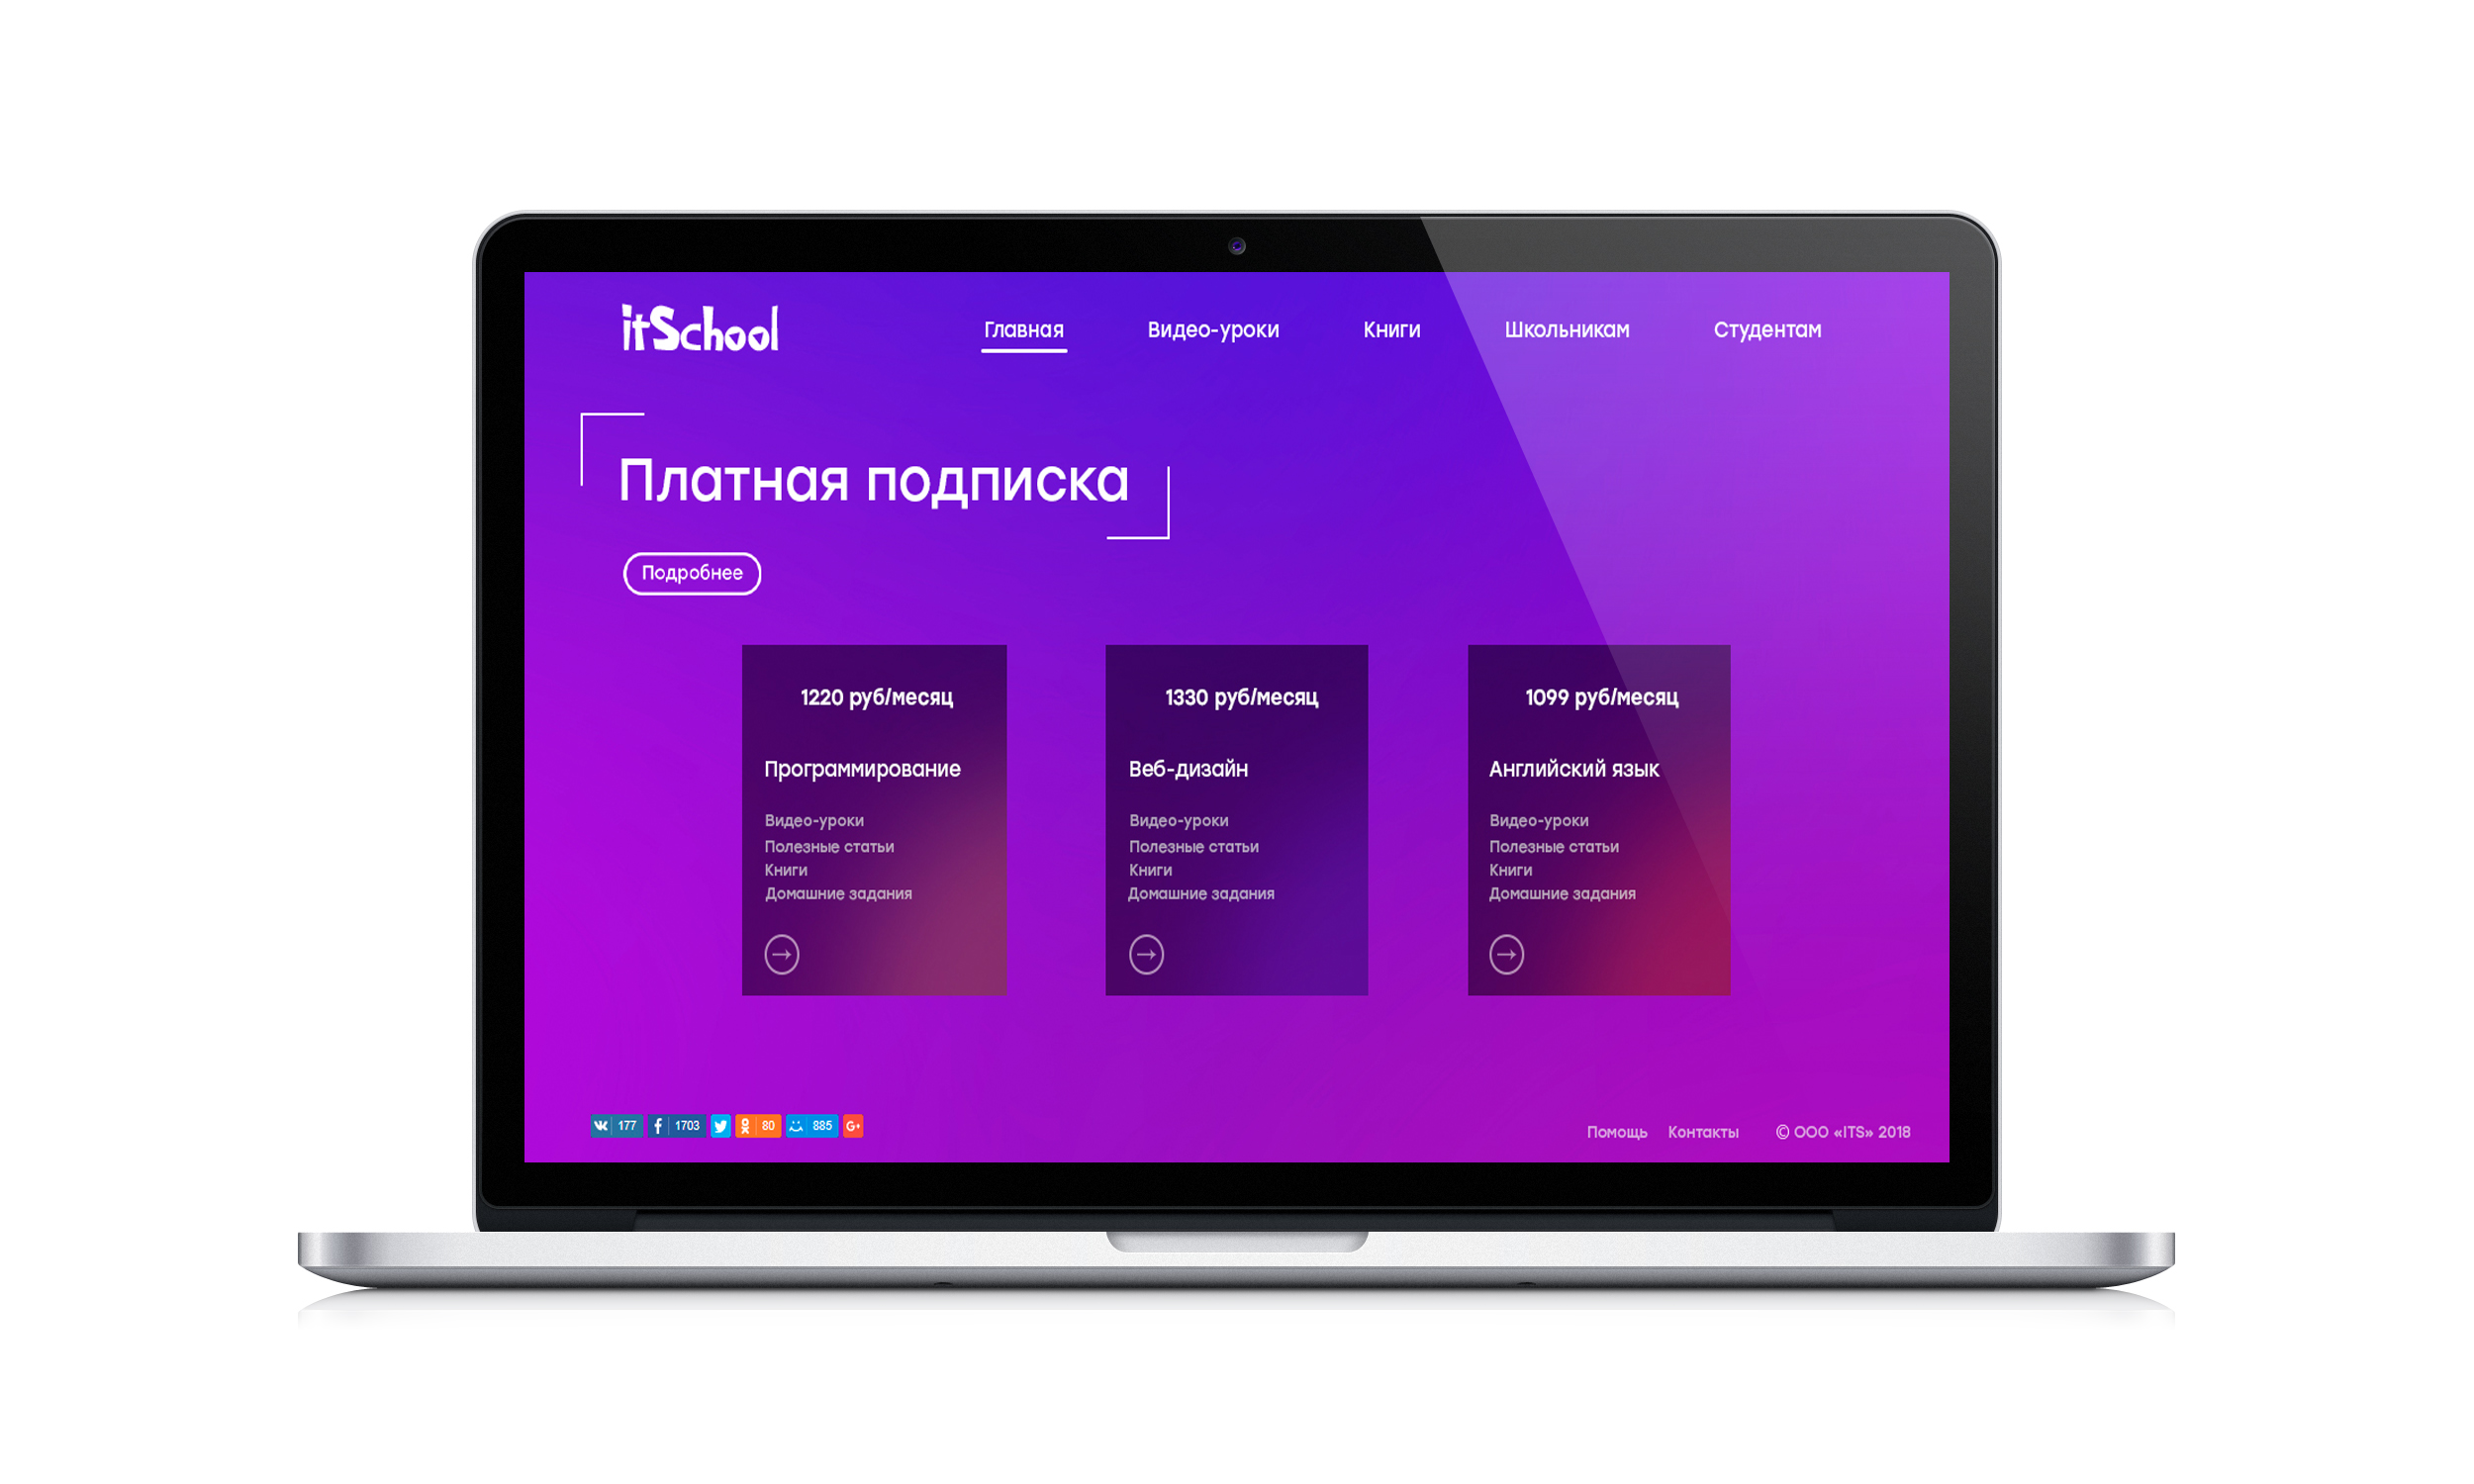 itSchool
Главная Видео-уроки Книги Школьникам Студентам
Платная подписка
Подробнее
1220 руб/месяц
Программирование
Видео-уроки
Полезные статьи
Книги
Домашние задания
1330 руб/месяц
Веб-дизайн
Видео-уроки
Полезные статьи
Книги
Домашние задания
1099 руб/месяц
Английский язык
Видео-уроки
Полезные статьи
Книги
Домашние задания
177 1703 80 885 G+
Помощь Контакты © ООО «ITS» 2018